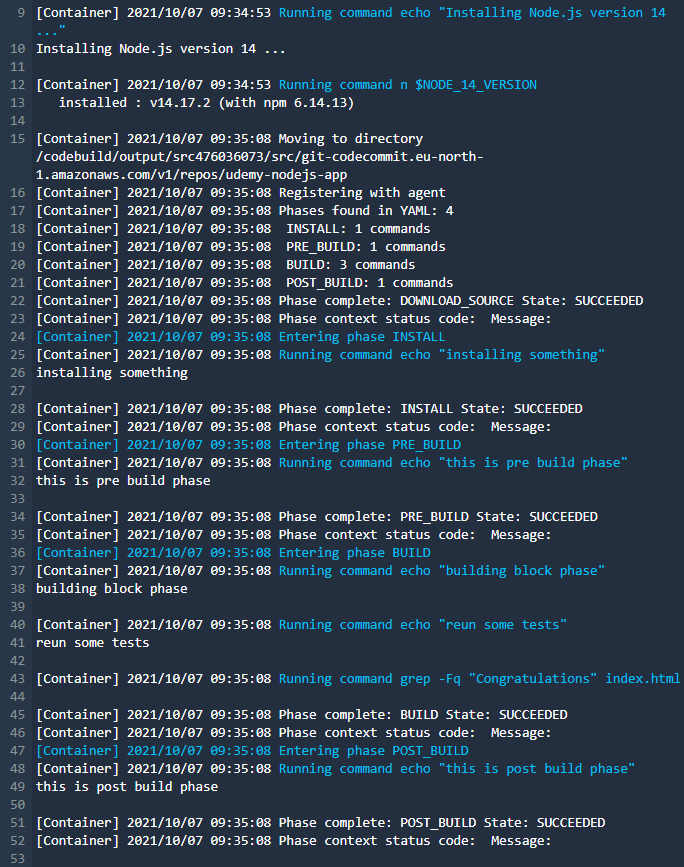 9 [Container] 2021/10/07 09:34:53 Running command echo "Installing Node.js version 14
..."
10 Installing Node.js version 14 ...
11
12 [Container] 2021/10/07 09:34:53 Running command n $NODE_14_VERSION
13    installed : v14.17.2 (with npm 6.14.13)
14
15 [Container] 2021/10/07 09:35:08 Moving to directory
/codebuild/output/src476036073/src/git-codecommit.eu-north-
1.amazonaws.com/v1/repos/udemy-nodejs-app
16 [Container] 2021/10/07 09:35:08 Registering with agent
17 [Container] 2021/10/07 09:35:08 Phases found in YAML: 4
18 [Container] 2021/10/07 09:35:08  INSTALL: 1 commands
19 [Container] 2021/10/07 09:35:08  PRE_BUILD: 1 commands
20 [Container] 2021/10/07 09:35:08  BUILD: 3 commands
21 [Container] 2021/10/07 09:35:08  POST_BUILD: 1 commands
22 [Container] 2021/10/07 09:35:08 Phase complete: DOWNLOAD_SOURCE State: SUCCEEDED
23 [Container] 2021/10/07 09:35:08 Phase context status code:  Message:
24 [Container] 2021/10/07 09:35:08 Entering phase INSTALL
25 [Container] 2021/10/07 09:35:08 Running command echo "installing something"
26 installing something
27
28 [Container] 2021/10/07 09:35:08 Phase complete: INSTALL State: SUCCEEDED
29 [Container] 2021/10/07 09:35:08 Phase context status code:  Message:
30 [Container] 2021/10/07 09:35:08 Entering phase PRE_BUILD
31 [Container] 2021/10/07 09:35:08 Running command echo "this is pre build phase"
32 this is pre build phase
33
34 [Container] 2021/10/07 09:35:08 Phase complete: PRE_BUILD State: SUCCEEDED
35 [Container] 2021/10/07 09:35:08 Phase context status code:  Message:
36 [Container] 2021/10/07 09:35:08 Entering phase BUILD
37 [Container] 2021/10/07 09:35:08 Running command echo "building block phase"
38 building block phase
39
40 [Container] 2021/10/07 09:35:08 Running command echo "reun some tests"
41 reun some tests
42
43 [Container] 2021/10/07 09:35:08 Running command grep -Fq "Congratulations" index.html
44
45 [Container] 2021/10/07 09:35:08 Phase complete: BUILD State: SUCCEEDED
46 [Container] 2021/10/07 09:35:08 Phase context status code:  Message:
47 [Container] 2021/10/07 09:35:08 Entering phase POST_BUILD
48 [Container] 2021/10/07 09:35:08 Running command echo "this is post build phase"
49 this is post build phase
50
51 [Container] 2021/10/07 09:35:08 Phase complete: POST_BUILD State: SUCCEEDED
52 [Container] 2021/10/07 09:35:08 Phase context status code:  Message:
53